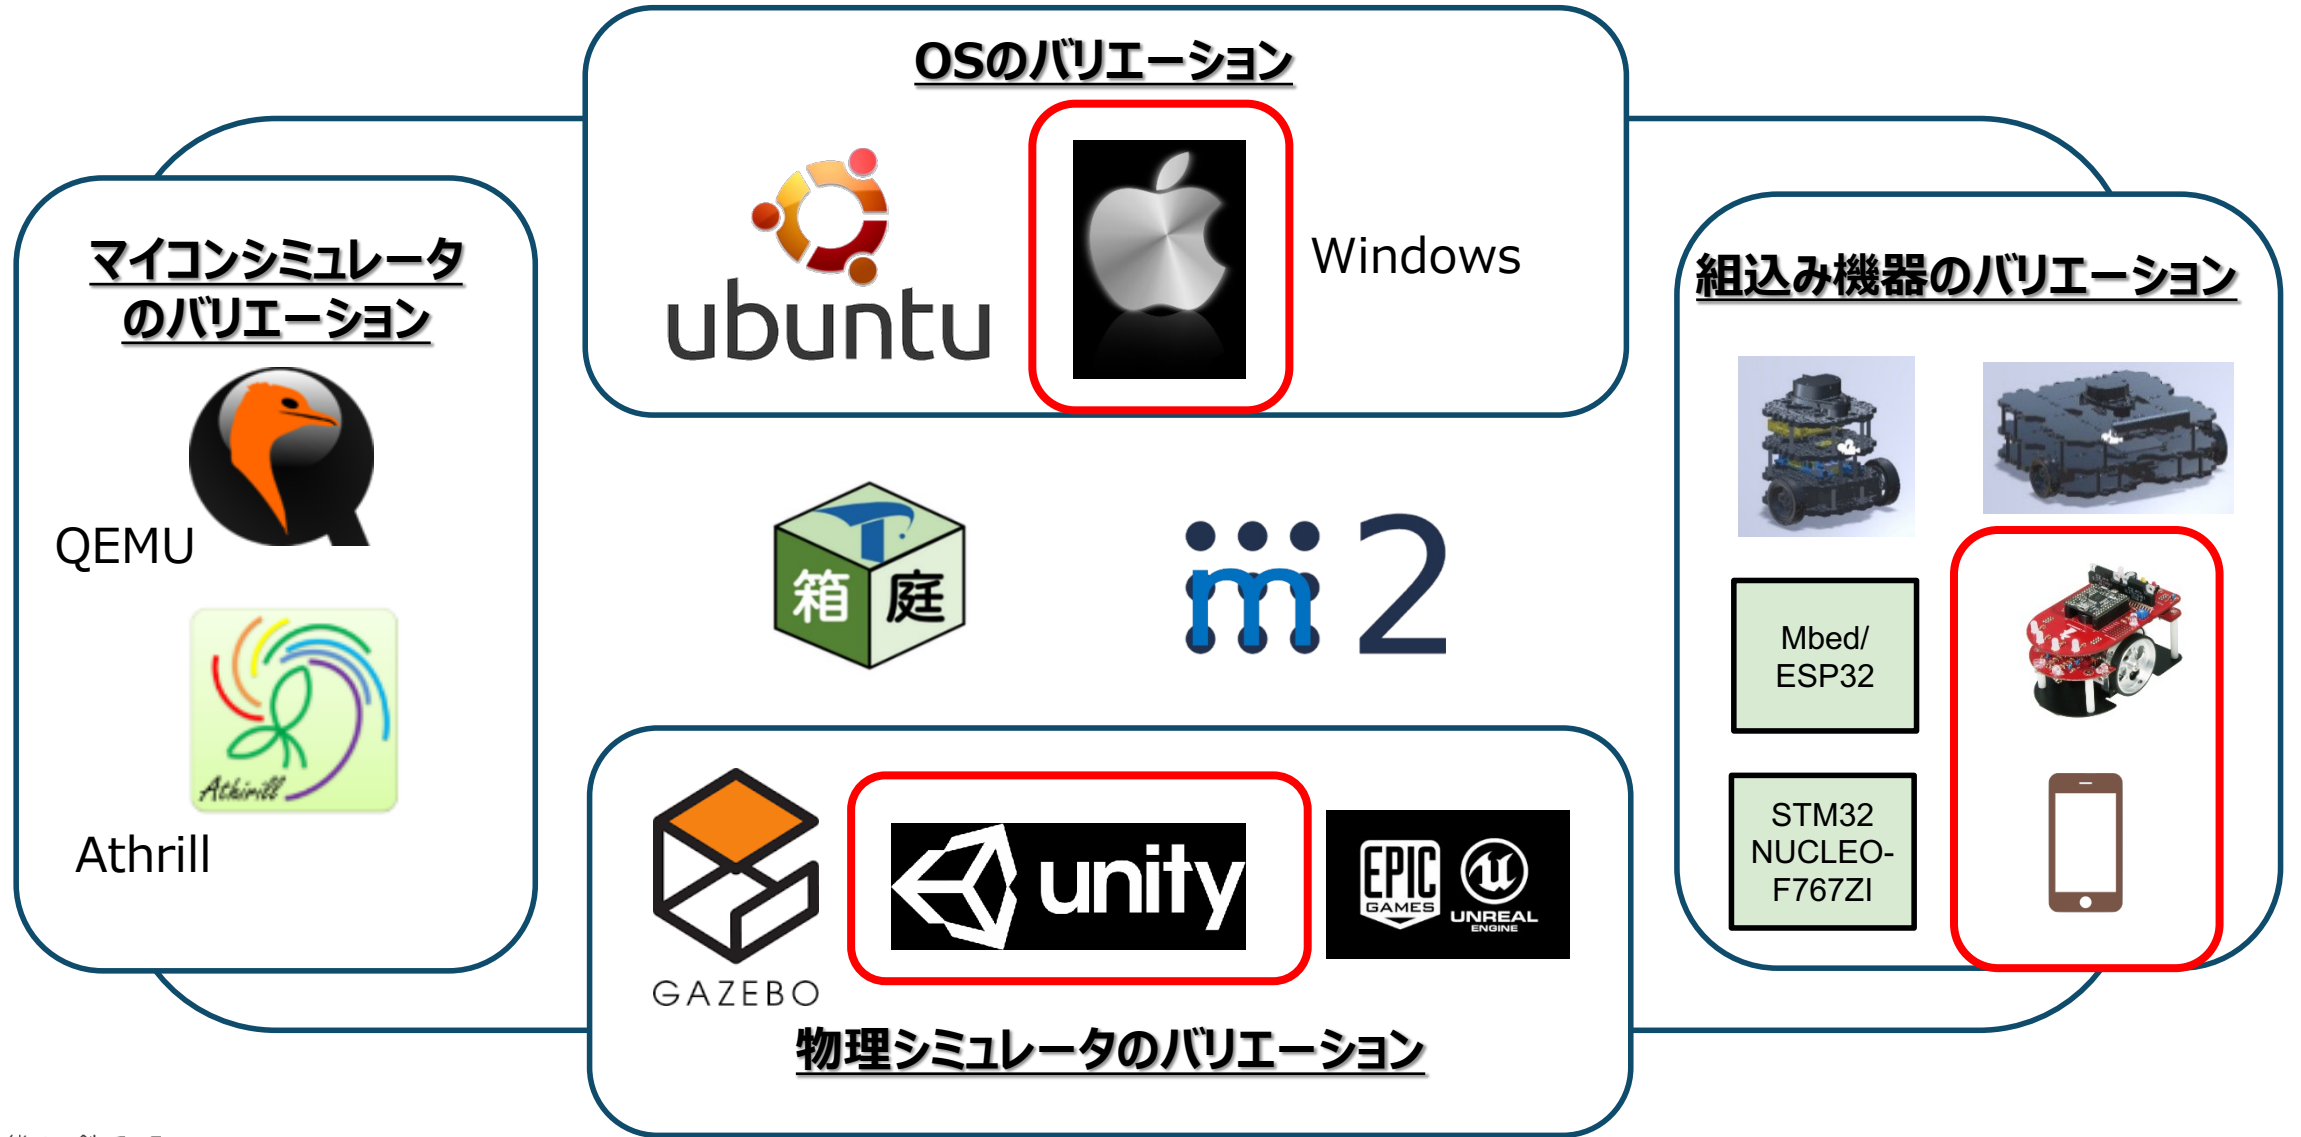 OSのバリエーション
ubuntu
Windows
マイコンシミュレータ
のバリエーション
QEMU
Athrill
Athrill
箱庭
m2
組込み機器のバリエーション
Mbed/
ESP32
STM32
NUCLEO-
F767ZI
GAZEBO
unity
EPIC
GAMES
UNREAL
ENGINE
物理シミュレータのバリエーション